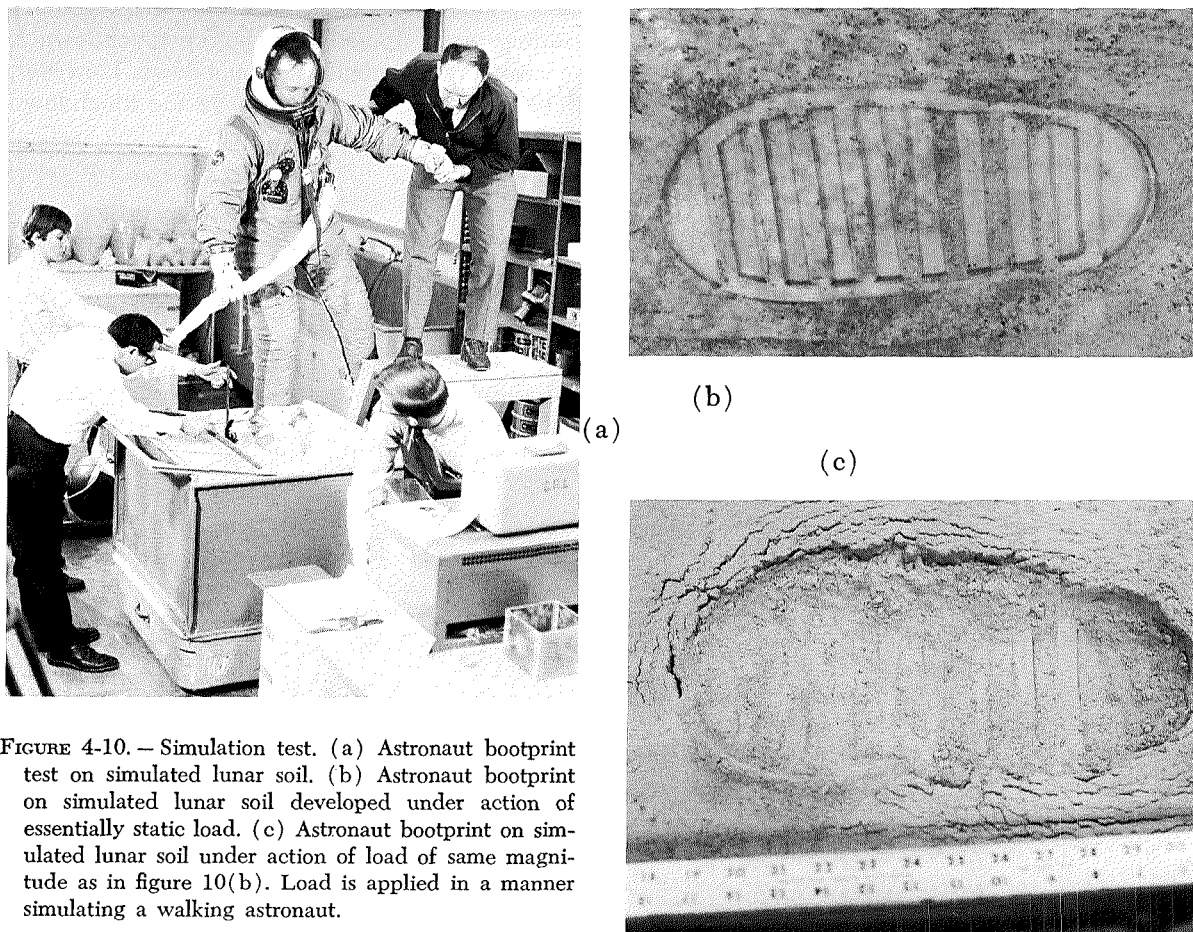 (b)
(a)
(c)
FIGURE 4-10. — Simulation test. (a) Astronaut bootprint
test on simulated lunar soil. (b) Astronaut bootprint
on simulated lunar soil developed under action of
essentially static load. (c) Astronaut bootprint on sim-
ulated lunar soil under action of load of same magni-
tude as in figure 10(b). Load is applied in a manner
simulating a walking astronaut.